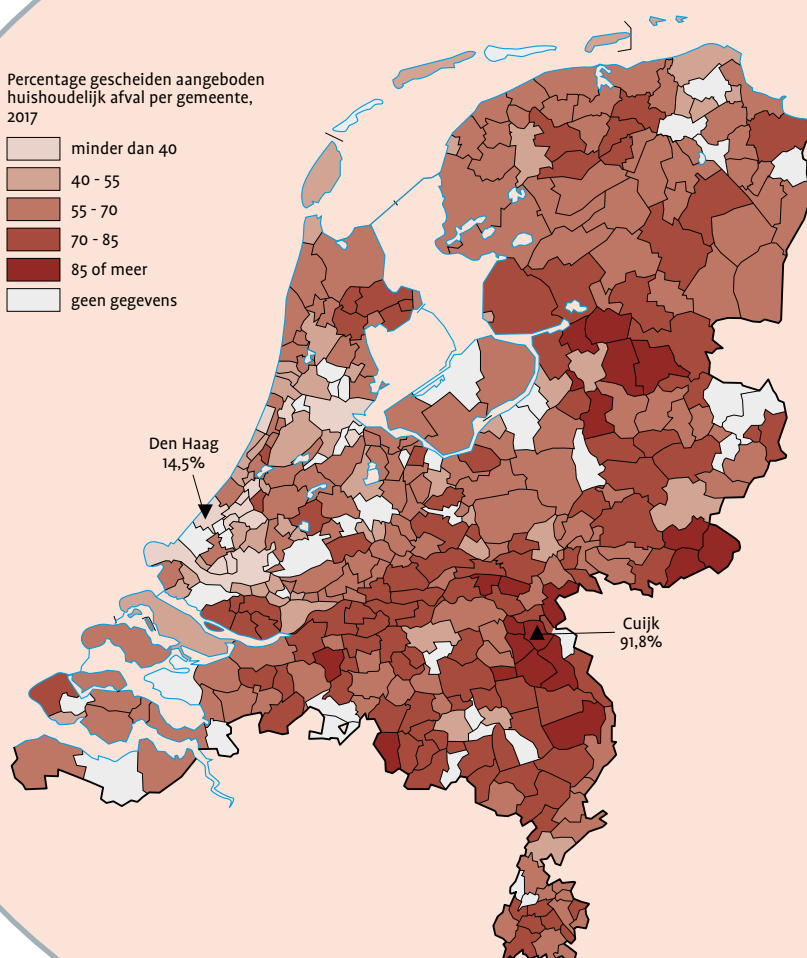 Percentage gescheiden aangeboden
huishoudelijk afval per gemeente,
2017
minder dan 40
40 - 55
55 - 70
70 - 85
85 of meer
geen gegevens
Den Haag
14,5%
Cuijk
91,8%